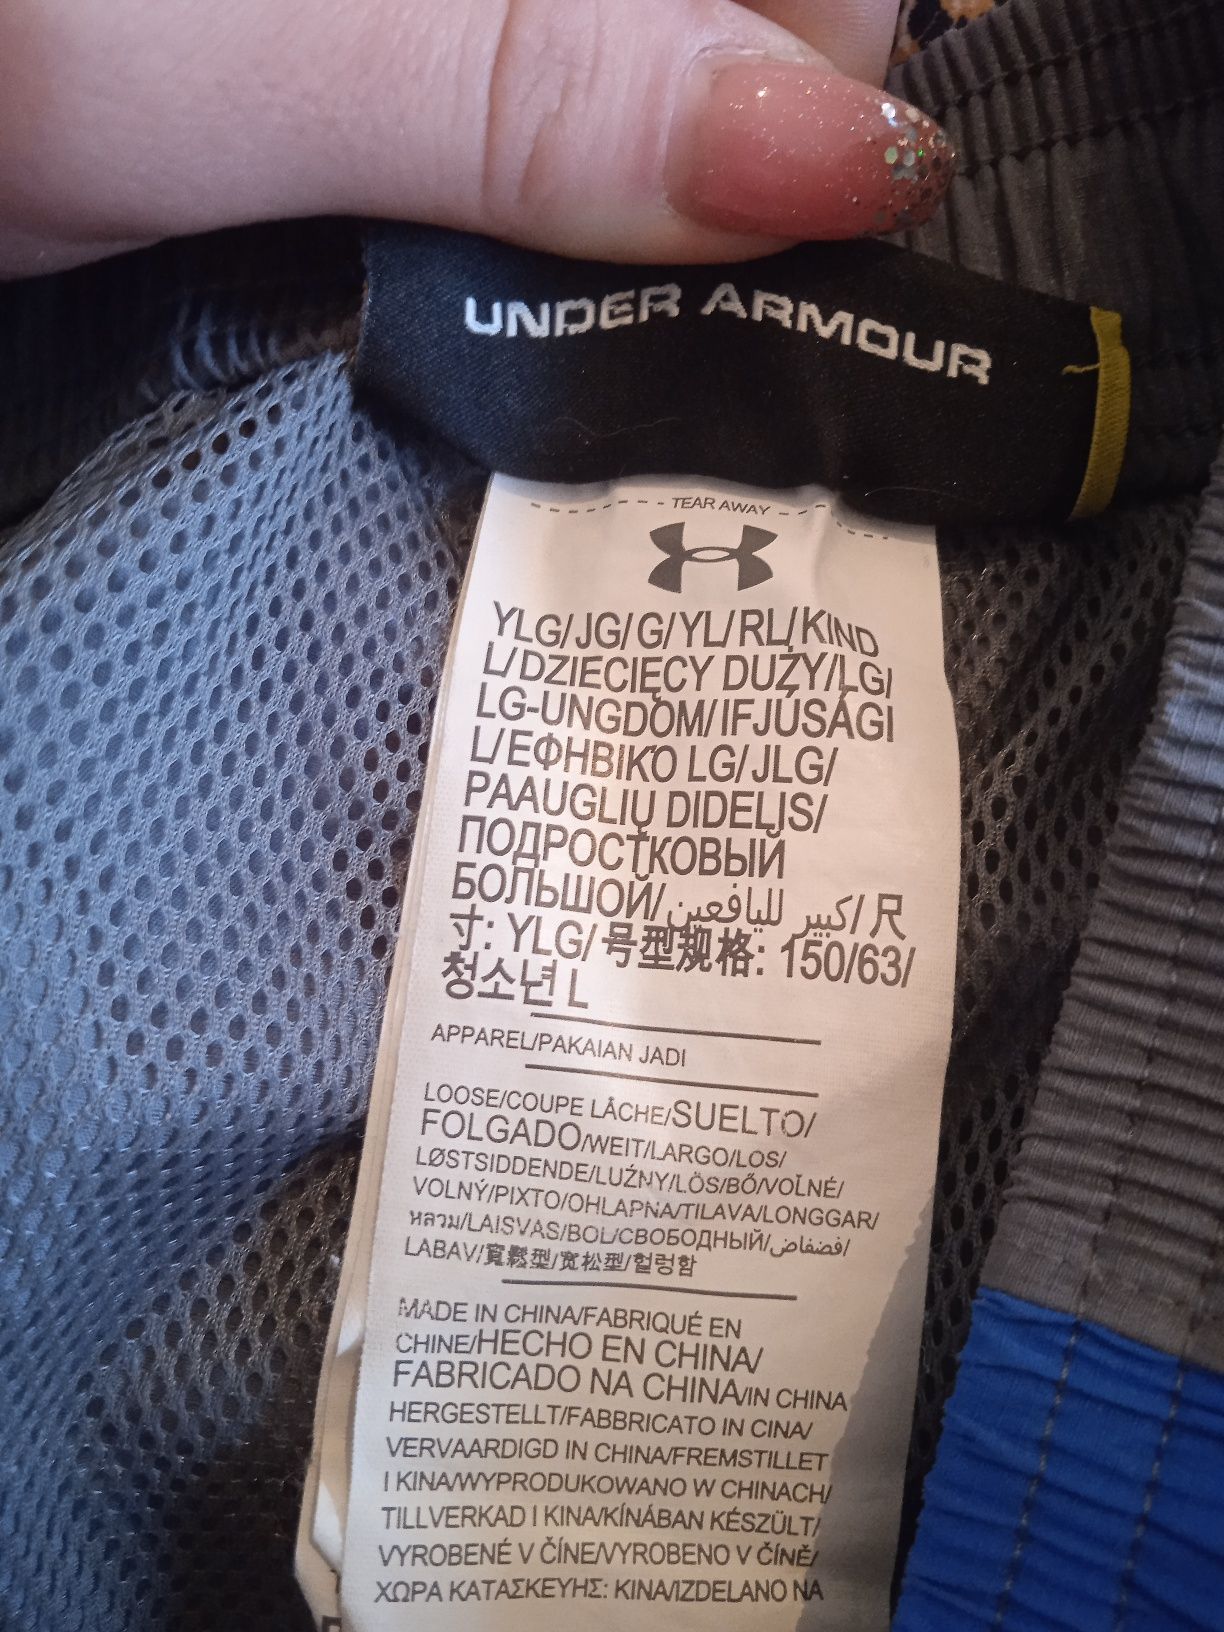 UNDER ARMOUR
TEAR AWAY
YLG/JG/G/YL/RL/KIND
L/DZIECIĘCY DUŻY/LG/
LG-UNGDOM/IFJÚSÁGI
L/ΕΦΗΒΙΚΌ LG/JLG/
PAAUGLIŲ DIDELIS/
ПОДРОСТКОВЫЙ
БОЛЬШОЙ/كبير لليافعين/尺
寸: YLG/号型规格: 150/63/
청소년 L
APPAREL/PAKAIAN JADI
LOOSE/COUPE LÂCHE/SUELTO/
FOLGADO/WEIT/LARGO/LOS/
LØSTSIDDENDE/LUŹNY/LÖS/BŐ/VOĽNÉ/
VOLNÝ/ΡΙΧΤΟ/OHLAPNA/TILAVA/LONGGAR/
หลวม/LAISVAS/BOL/СВОБОДНЫЙ/فضفاض/
LABAV/寬鬆型/宽松型/헐렁함
MADE IN CHINA/FABRIQUÉ EN
CHINE/HECHO EN CHINA/
FABRICADO NA CHINA/IN CHINA
HERGESTELLT/FABBRICATO IN CINA/
VERVAARDIGD IN CHINA/FREMSTILLET
I KINA/WYPRODUKOWANO W CHINACH/
TILLVERKAD I KINA/KÍNÁBAN KÉSZÜLT/
VYROBENÉ V ČÍNE/VYROBENO V ČÍNĚ/
ΧΩΡΑ ΚΑΤΑΣΚΕΥΗΣ: ΚΙΝΑ/IZDELANO NA